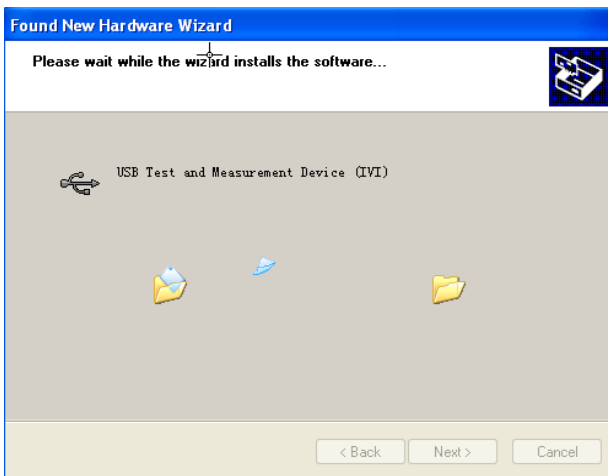 Found New Hardware Wizard
Please wait while the wizard installs the software...
USB Test and Measurement Device (IVI)
< Back
Next >
Cancel